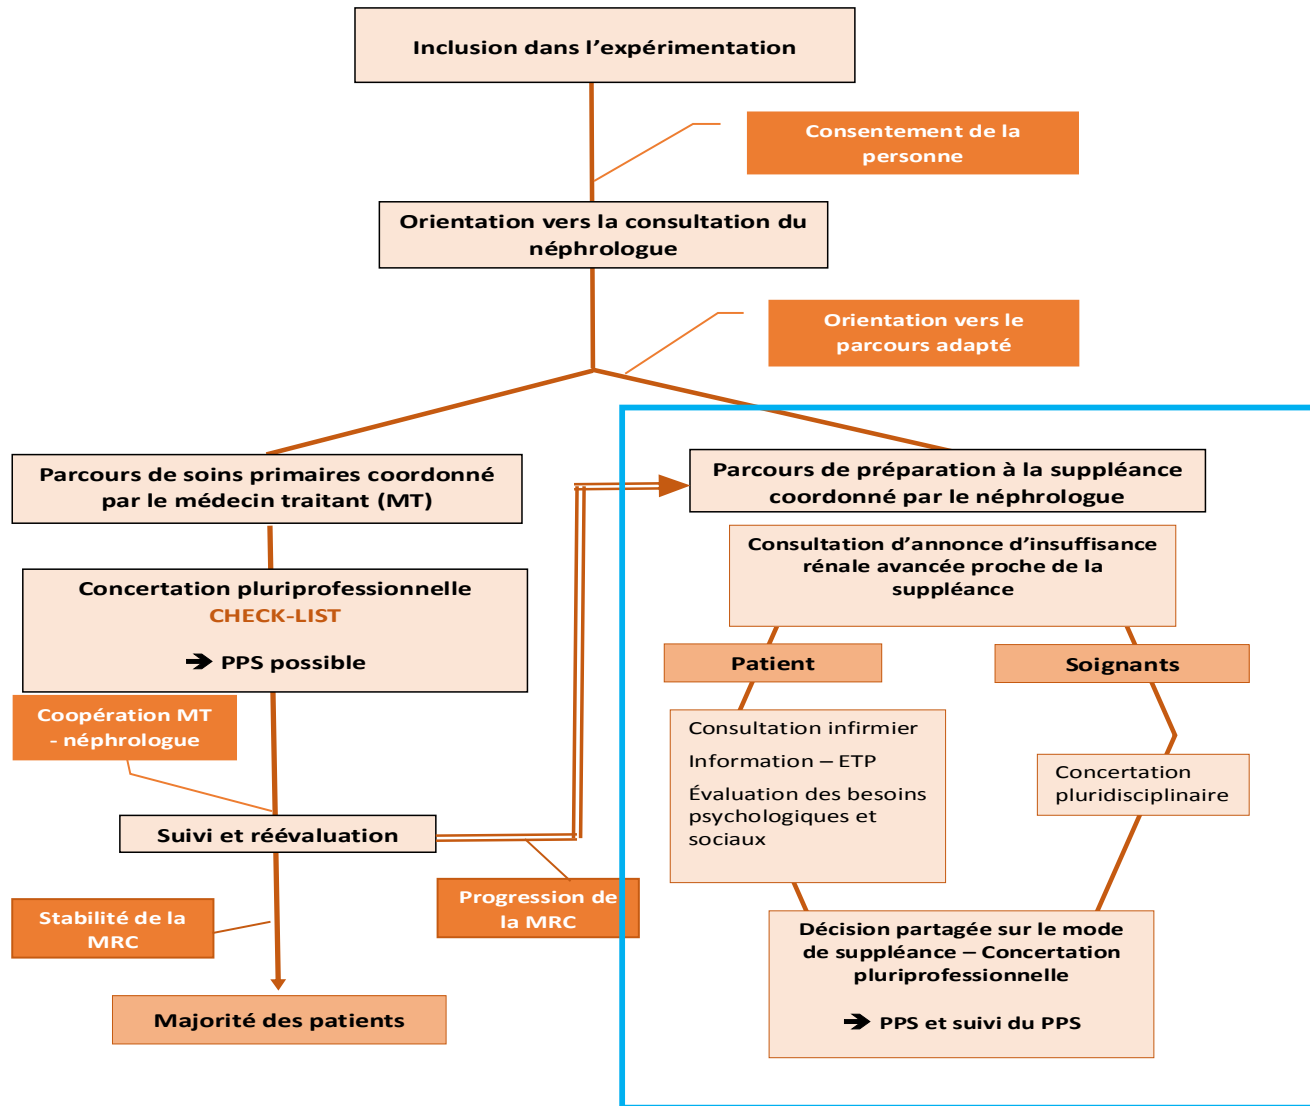 Inclusion dans l’expérimentation
Consentement de la
personne
Orientation vers la consultation du
néphrologue
Orientation vers le
parcours adapté
Parcours de soins primaires coordonné
par le médecin traitant (MT)
Concertation pluriprofessionnelle
CHECK-LIST
➔ PPS possible
Coopération MT
- néphrologue
Suivi et réévaluation
Stabilité de la
MRC
Progression de
la MRC
Majorité des patients
Parcours de préparation à la suppléance
coordonné par le néphrologue
Consultation d’annonce d’insuffisance
rénale avancée proche de la
suppléance
Patient
Soignants
Consultation infirmier
Information – ETP
Évaluation des besoins
psychologiques et
sociaux
Concertation
pluridisciplinaire
Décision partagée sur le mode
de suppléance – Concertation
pluriprofessionnelle
➔ PPS et suivi du PPS